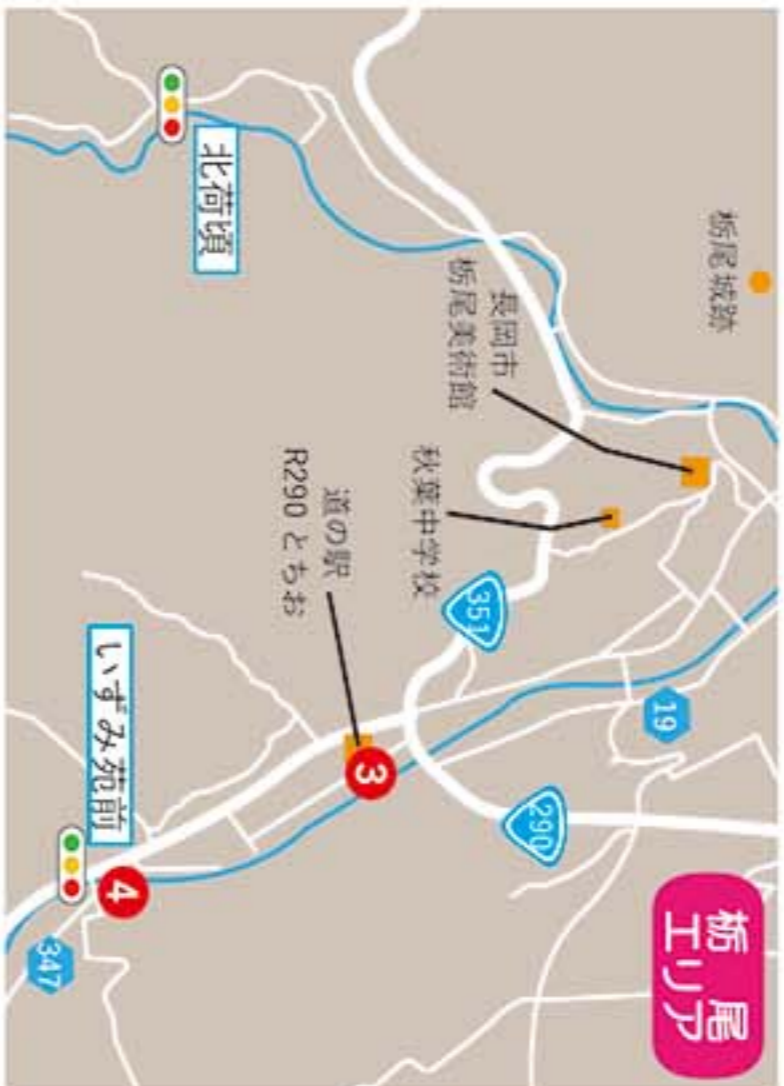 栃尾
エリア
栃尾城跡
長岡市
栃尾美術館
秋葉中学校
道の駅
R290 とちお
北荷頃
いずみ苑前
351
290
19
347
3
4